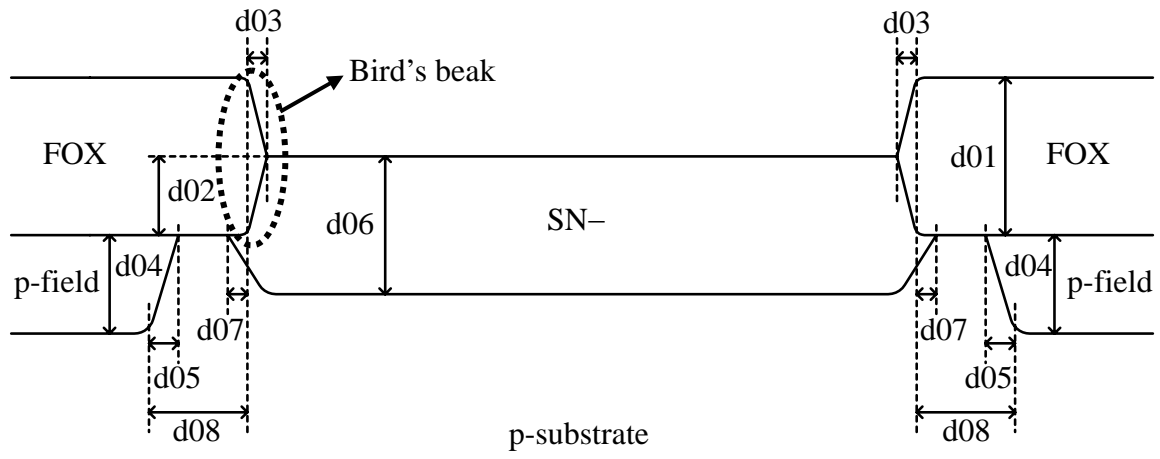 d03
d03
Bird's beak
FOX
d01
FOX
d02
SN–
d06
p-field
d04
d04
p-field
d07
d07
d05
d05
d08
d08
p-substrate